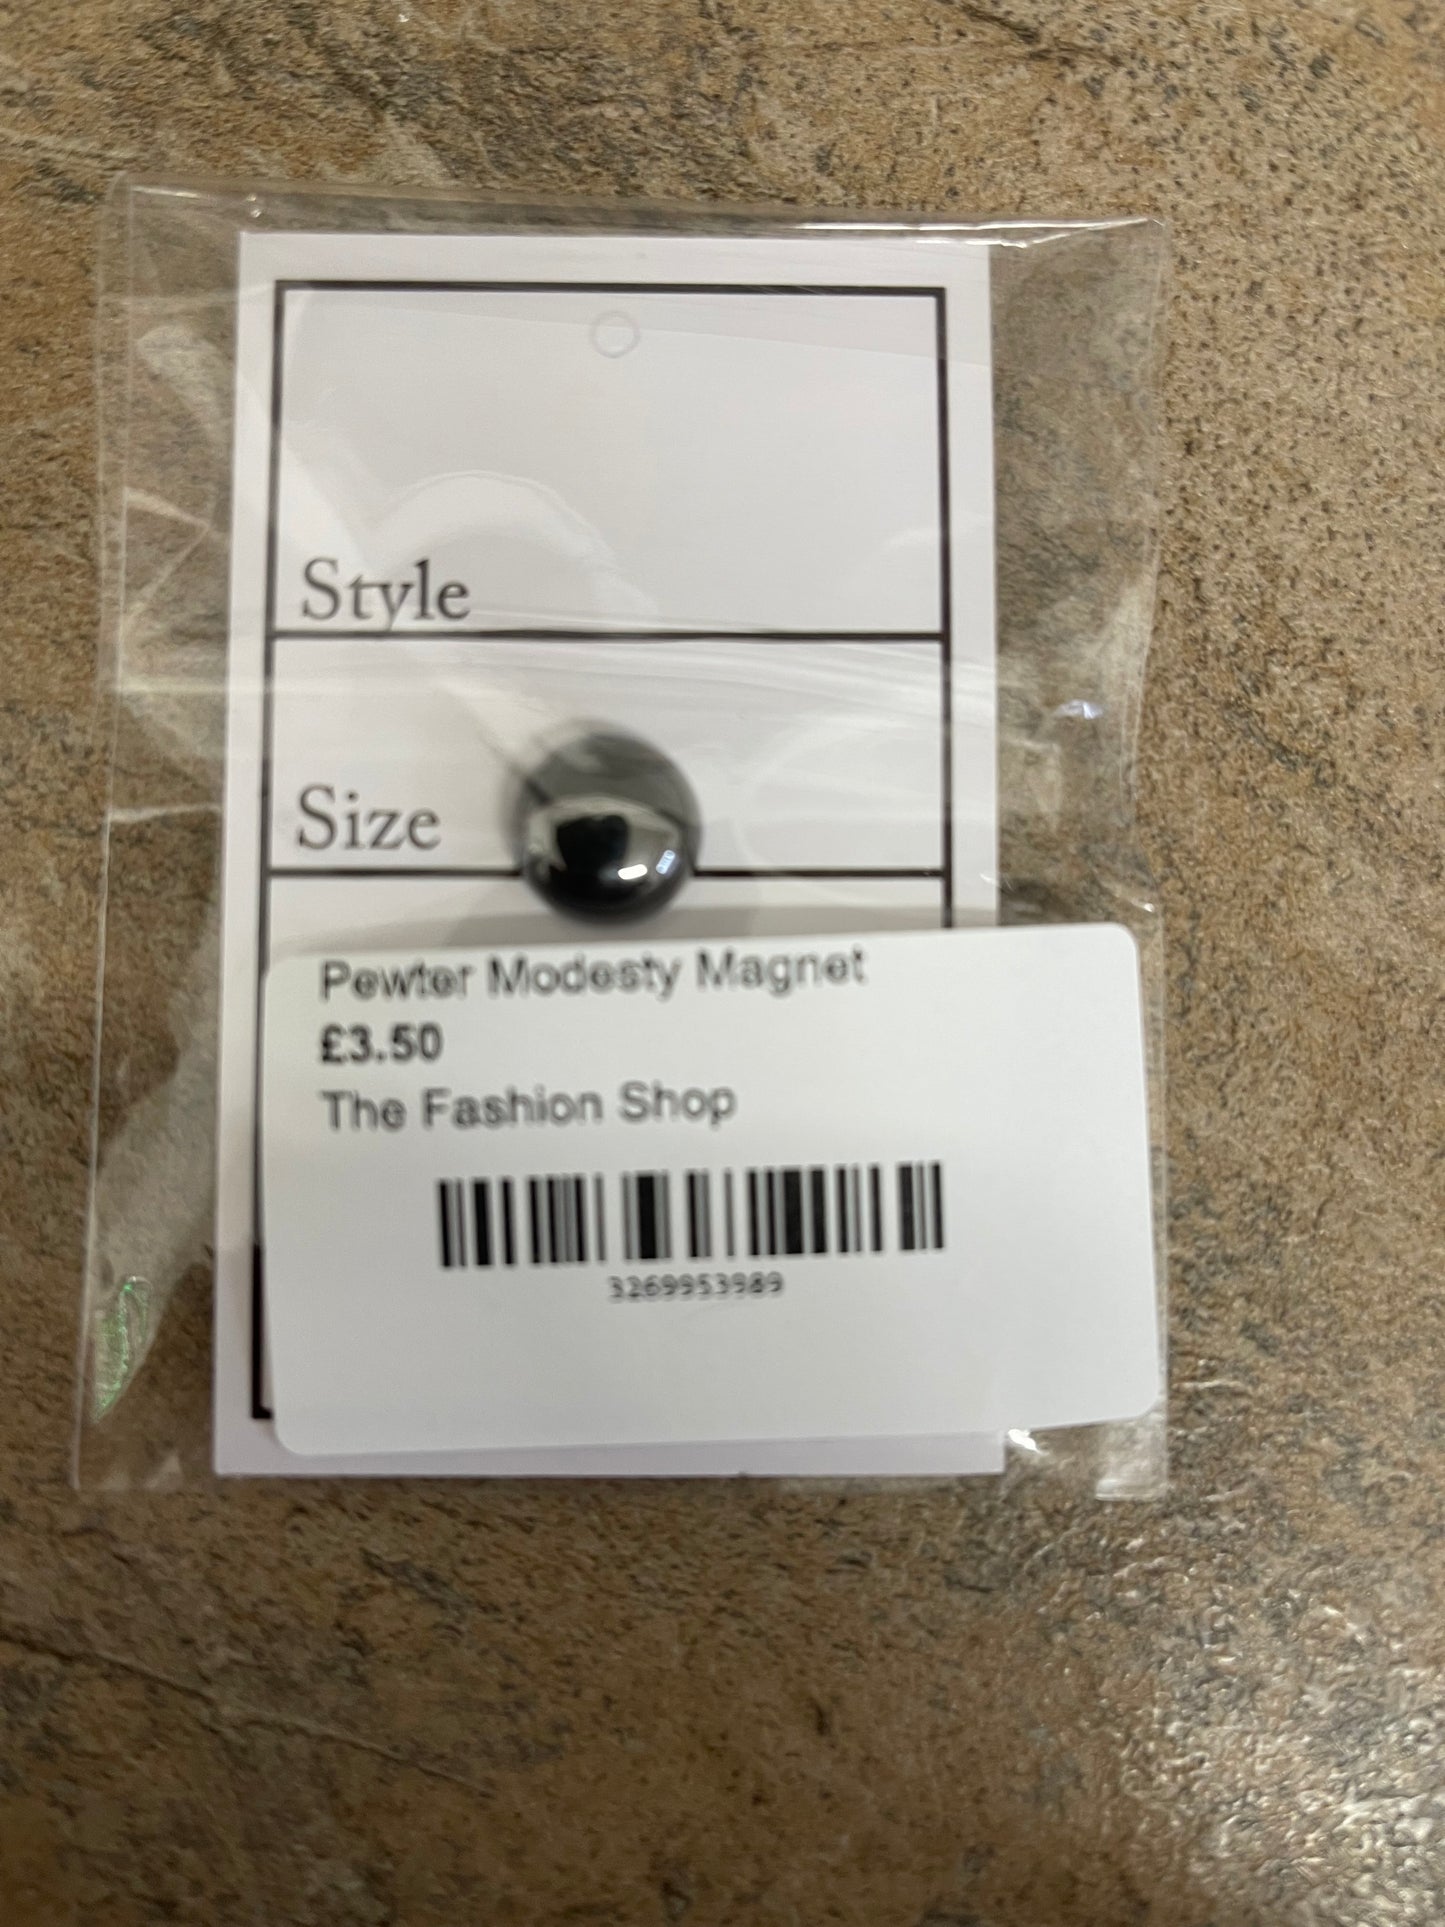 Style
Size
Pewter Modesty Magnet
£3.50
The Fashion Shop
3269953989